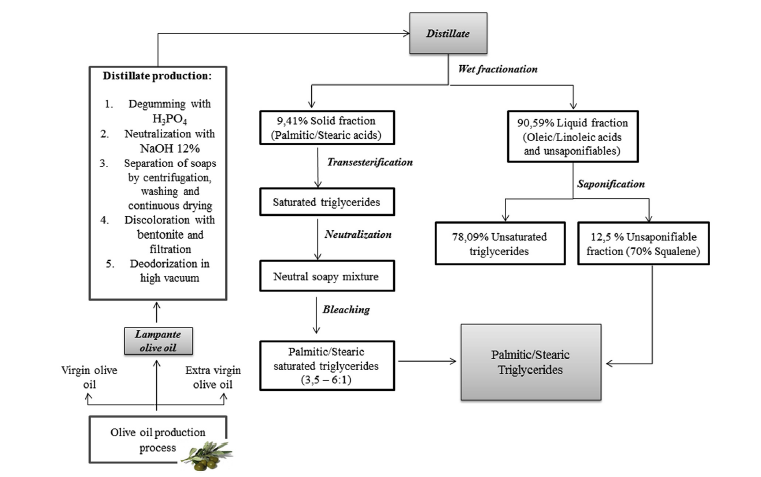 Distillate
Wet fractionation
Distillate production:
1. Degumming with
H₃PO₄
2. Neutralization with
NaOH 12%
3. Separation of soaps
by centrifugation,
washing and
continuous drying
4. Discoloration with
bentonite and
filtration
5. Deodorization in
high vacuum
Lampante
olive oil
Virgin olive
oil
Extra virgin
olive oil
Olive oil production
process
9,41% Solid fraction
(Palmitic/Stearic acids)
Transesterification
Saturated triglycerides
Neutralization
Neutral soapy mixture
Bleaching
Palmitic/Stearic
saturated triglycerides
(3,5 – 6:1)
90,59% Liquid fraction
(Oleic/Linoleic acids
and unsaponifiables)
Saponification
78,09% Unsaturated
triglycerides
12,5 % Unsaponifiable
fraction (70% Squalene)
Palmitic/Stearic
Triglycerides